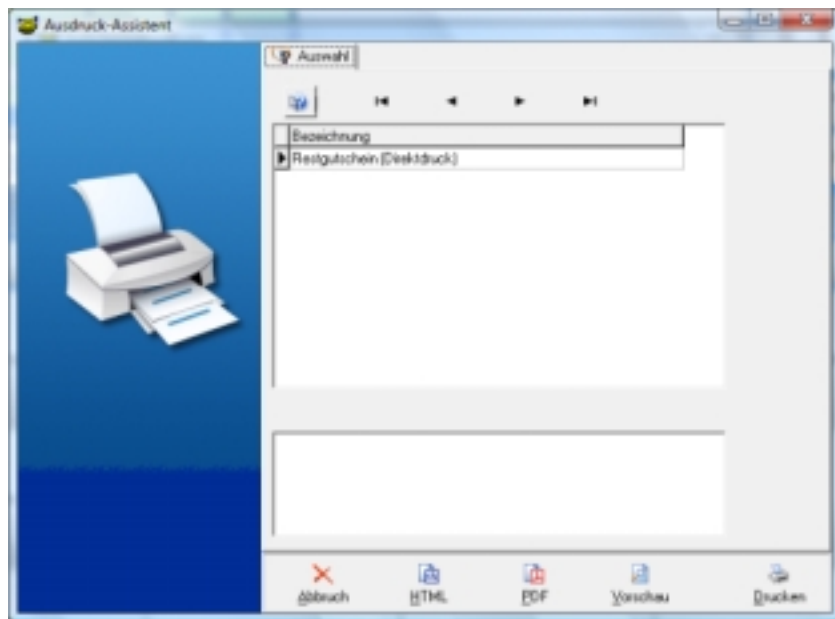 Ausdruck-Assistent
Auswahl
Bezeichnung
Restgutschein (Direktdruck)
Abbruch HTML PDF Vorschau Drucken